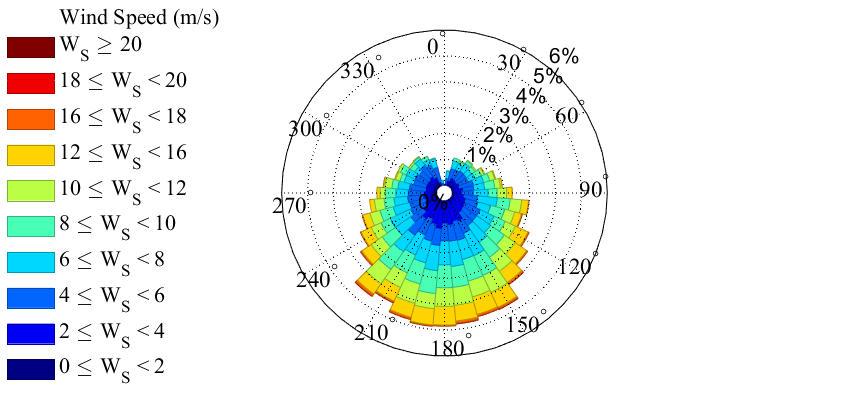 Wind Speed (m/s)
W_S ≥ 20
18 ≤ W_S < 20
16 ≤ W_S < 18
12 ≤ W_S < 16
10 ≤ W_S < 12
8 ≤ W_S < 10
6 ≤ W_S < 8
4 ≤ W_S < 6
2 ≤ W_S < 4
0 ≤ W_S < 2
0°
30°
60°
90°
120°
150°
180°
210°
240°
270°
300°
330°
6%
5%
4%
3%
2%
1%
0%